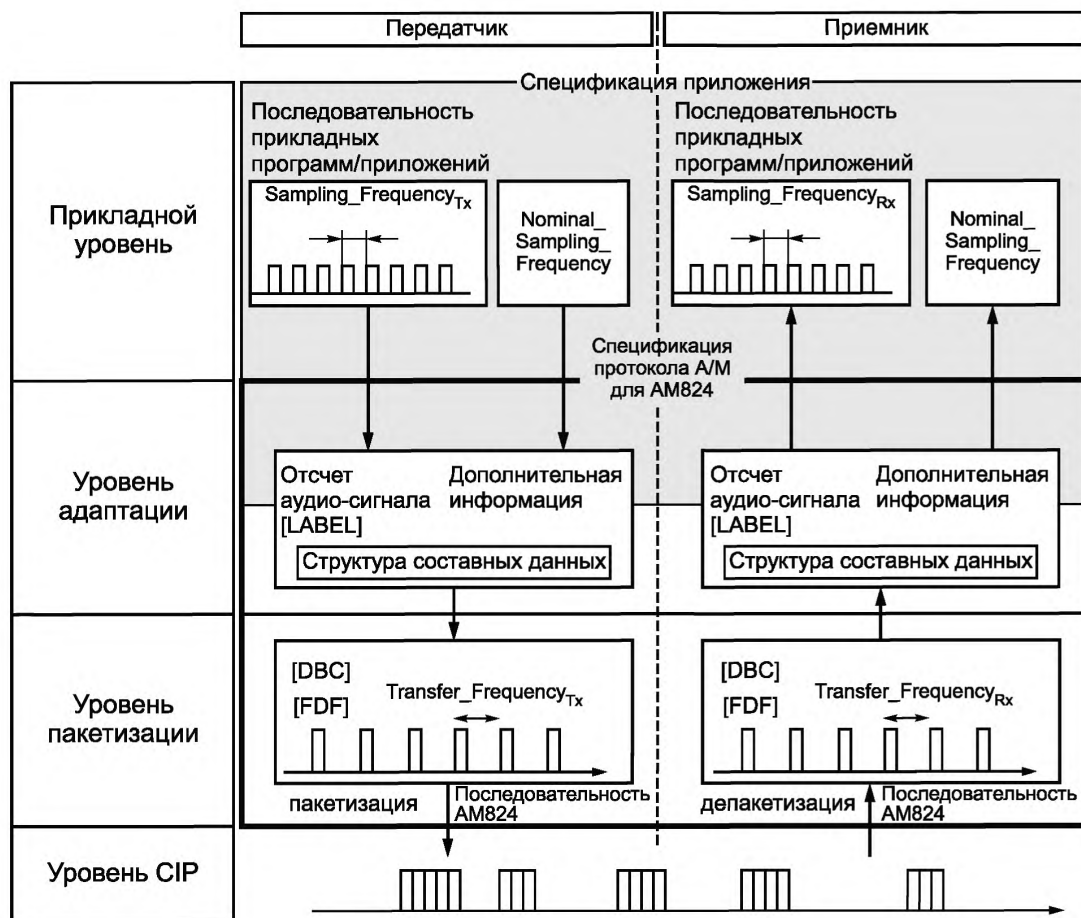 Передатчик
Приемник
Спецификация приложения
Прикладной
уровень
Последовательность
прикладных
программ/приложений
Sampling_FrequencyTx
Nominal_
Sampling_
Frequency
Последовательность
прикладных
программ/приложений
Sampling_FrequencyRx
Nominal_
Sampling_
Frequency
Спецификация
протокола A/M
для AM824
Уровень
адаптации
Отсчет
аудио-сигнала
[LABEL]
Дополнительная
информация
Структура составных данных
Отсчет
аудио-сигнала
[LABEL]
Дополнительная
информация
Структура составных данных
Уровень
пакетизации
[DBC]
[FDF]
Transfer_FrequencyTx
пакетизация
Последовательность
AM824
[DBC]
[FDF]
Transfer_FrequencyRx
депакетизация
Последовательность
AM824
Уровень CIP